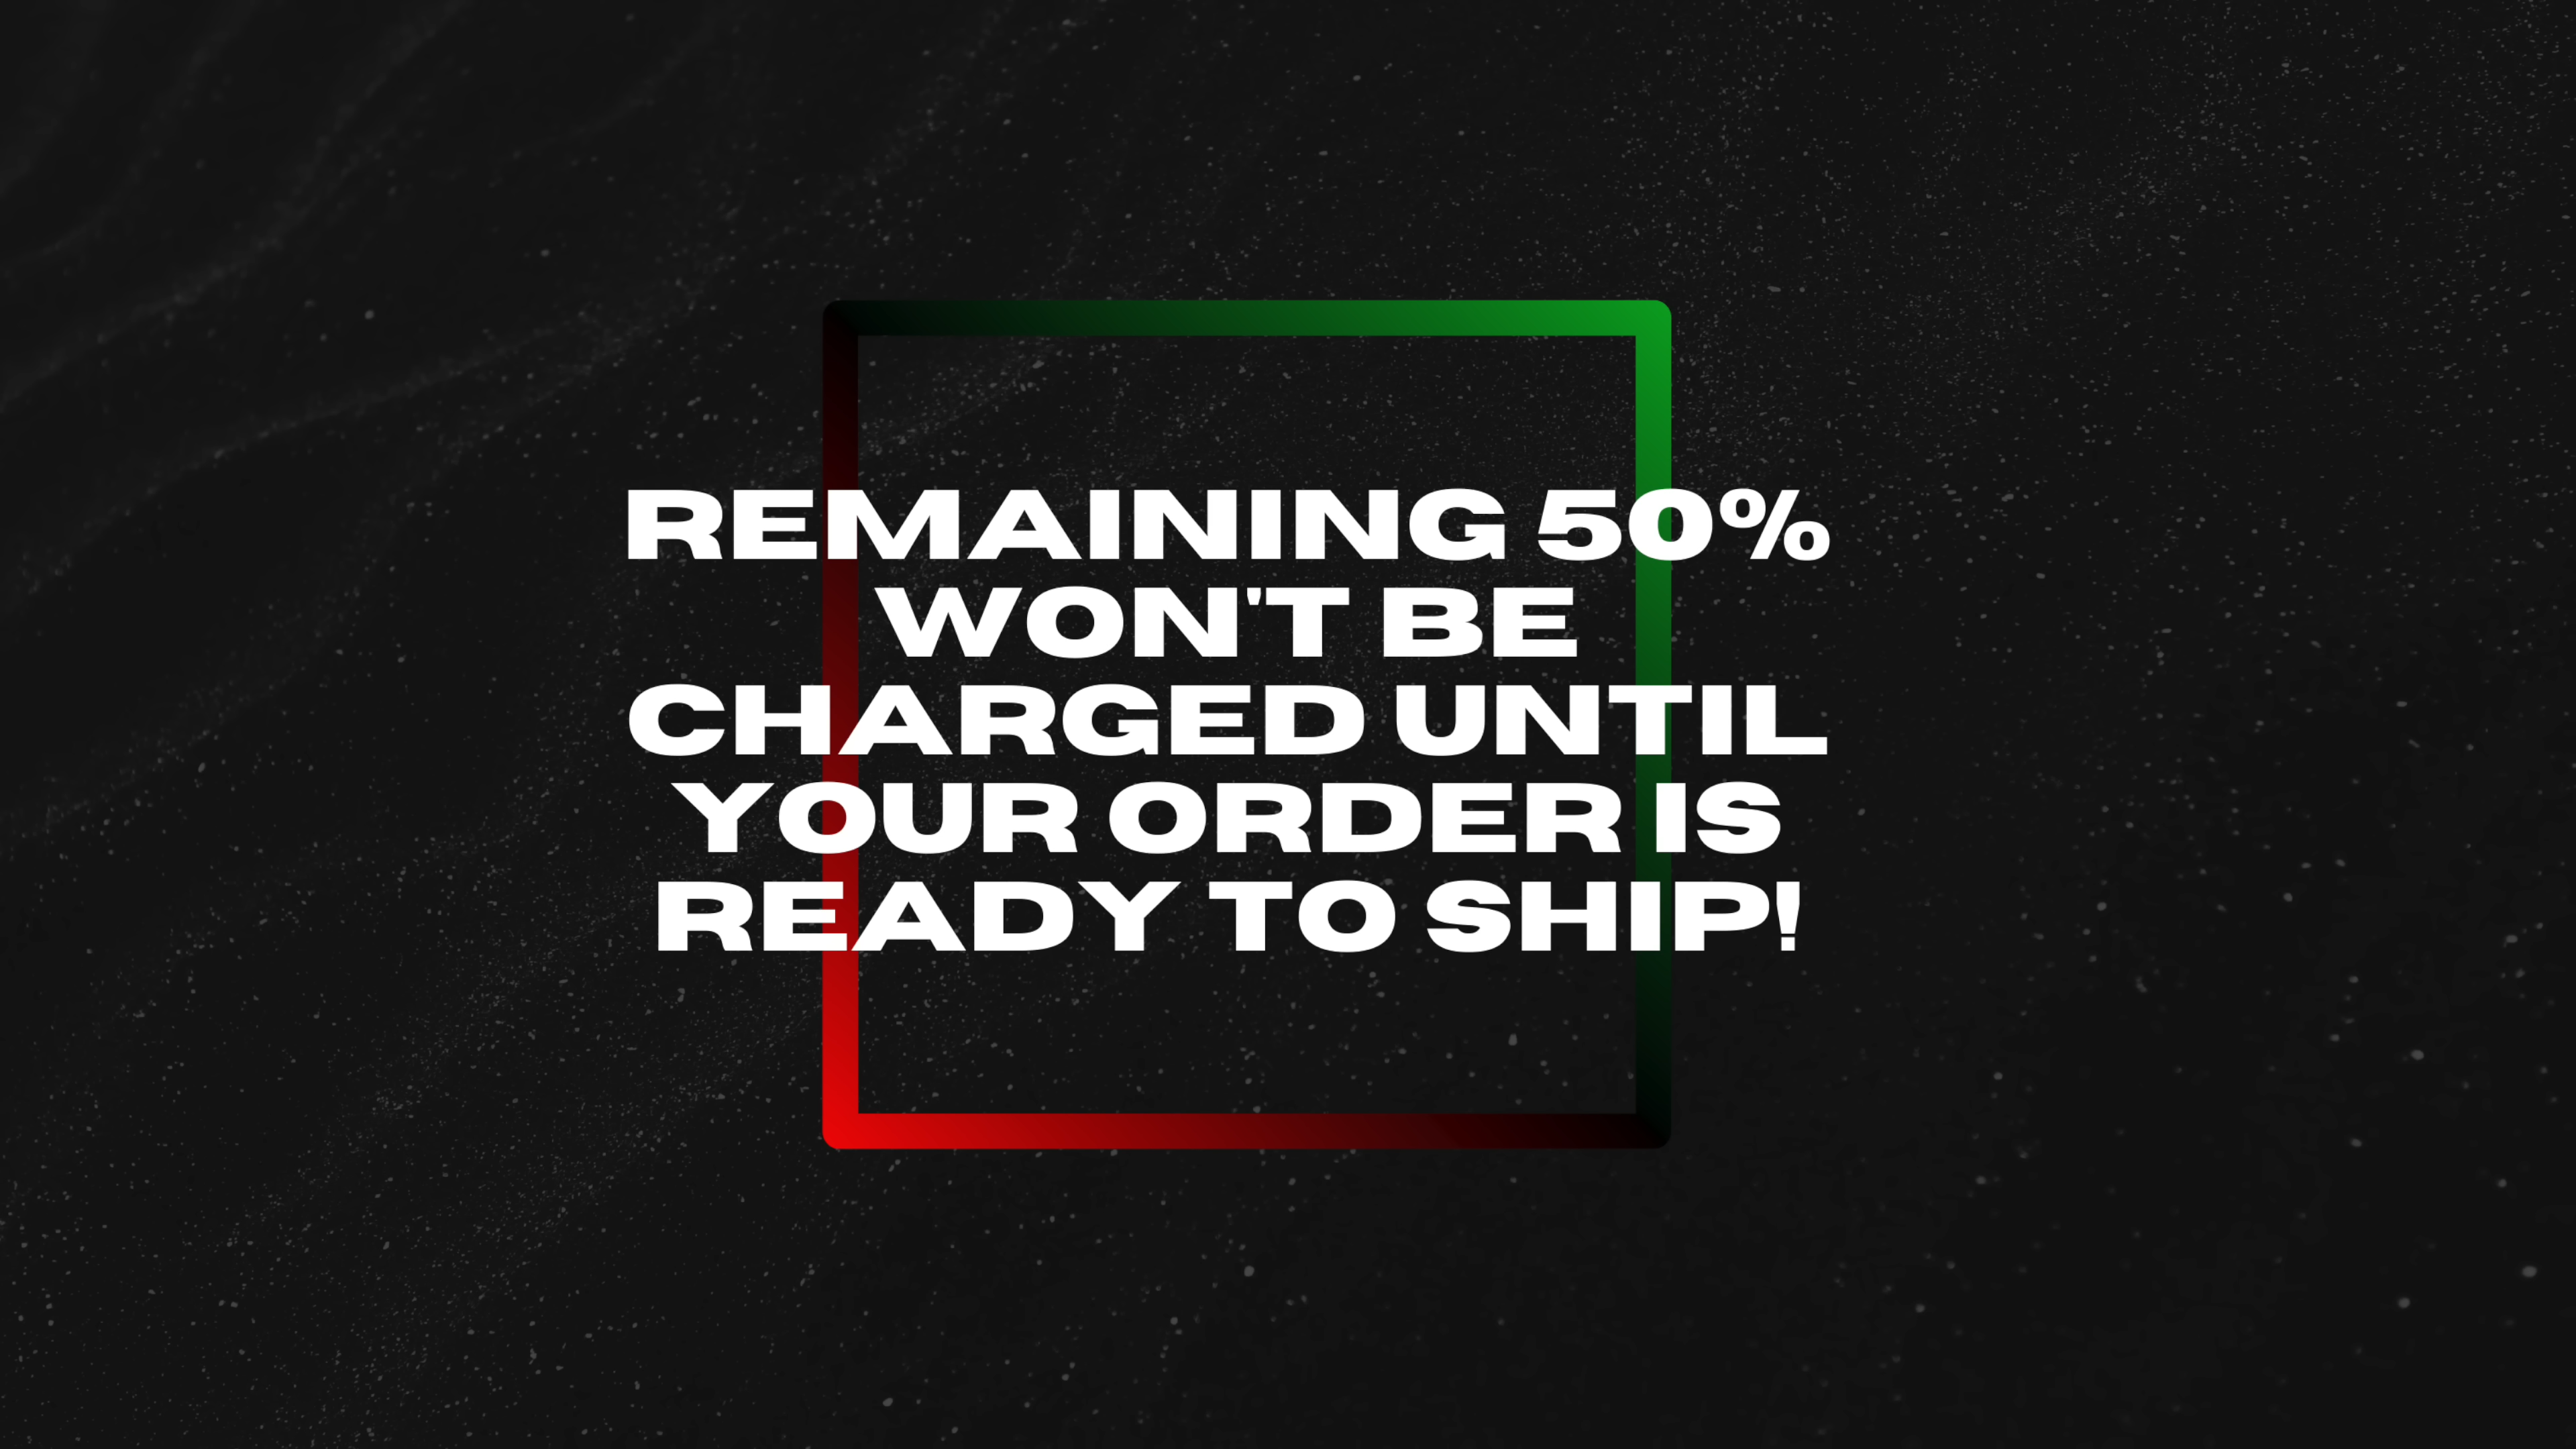 REMAINING 50%
WON'T BE
CHARGED UNTIL
YOUR ORDER IS
READY TO SHIP!